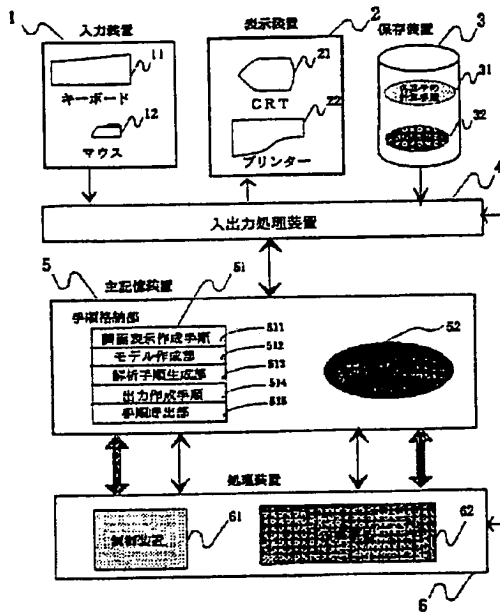 1
入力装置
11
キーボード
12
マウス
表示装置
2
21
CRT
22
プリンター
保存装置
3
31
32
4
入出力処理装置
5
主記憶装置
51
手順格納部
画面表示作成手順
511
モデル作成部
512
解析手順生成部
513
出力作成手順
514
手順呼出部
515
52
処理装置
制御装置
61
62
6